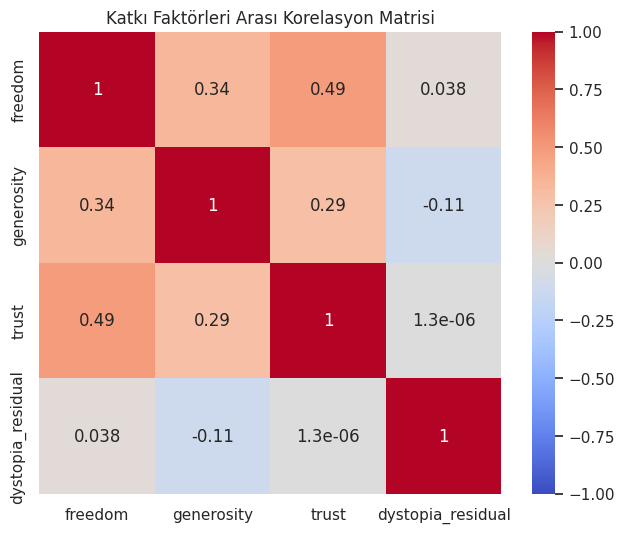 Katkı Faktörleri Arası Korelasyon Matrisi
freedom
1
0.34
0.49
0.038
generosity
0.34
1
0.29
-0.11
trust
0.49
0.29
1
1.3e-06
dystopia_residual
0.038
-0.11
1.3e-06
1
freedom
generosity
trust
dystopia_residual
1.00
0.75
0.50
0.25
0.00
−0.25
−0.50
−0.75
−1.00